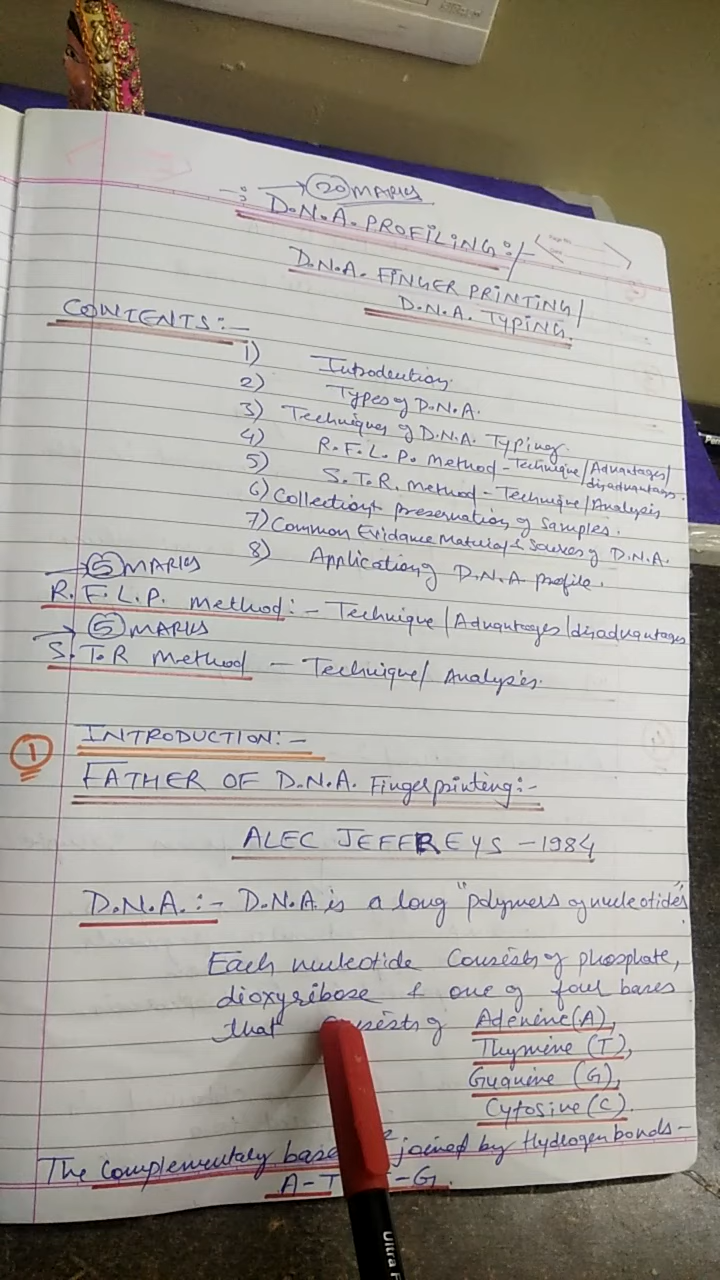 -: → 20 MARKS
D.N.A. PROFILING:-/
D.N.A. FINGER PRINTING/
D.N.A. TYPING.
CONTENTS:-
1) Introdcution.
2) Types of D.N.A.
3) Techniques of D.N.A. Typing.
4) R.F.L.P. Method - Technique/Advantages/
disadvantages.
5) S.T.R. Method - Technique/Analysis
6) Collection & preservation of samples.
7) Common Evidance Material & Sources of D.N.A.
8) Application of D.N.A profile.
→ 5 MARKS
R.F.L.P. Method:- Technique/Advantages/disadvantages
→ 5 MARKS
S.T.R Method - Technique/ Analysis.
1 INTRODUCTION:-
FATHER OF D.N.A. Fingerprinting:-
ALEC JEFFREYS - 1984
D.N.A.:- D.N.A is a long "polymers of nucleotides".
Each nucleotide Consists of phosphate,
dioxyribose & one of four bases
that of Adenine(A),
Thymine (T),
Guanine (G),
Cytosine (C).
The Complementary base joined by Hydrogen bonds-
A-T -G.